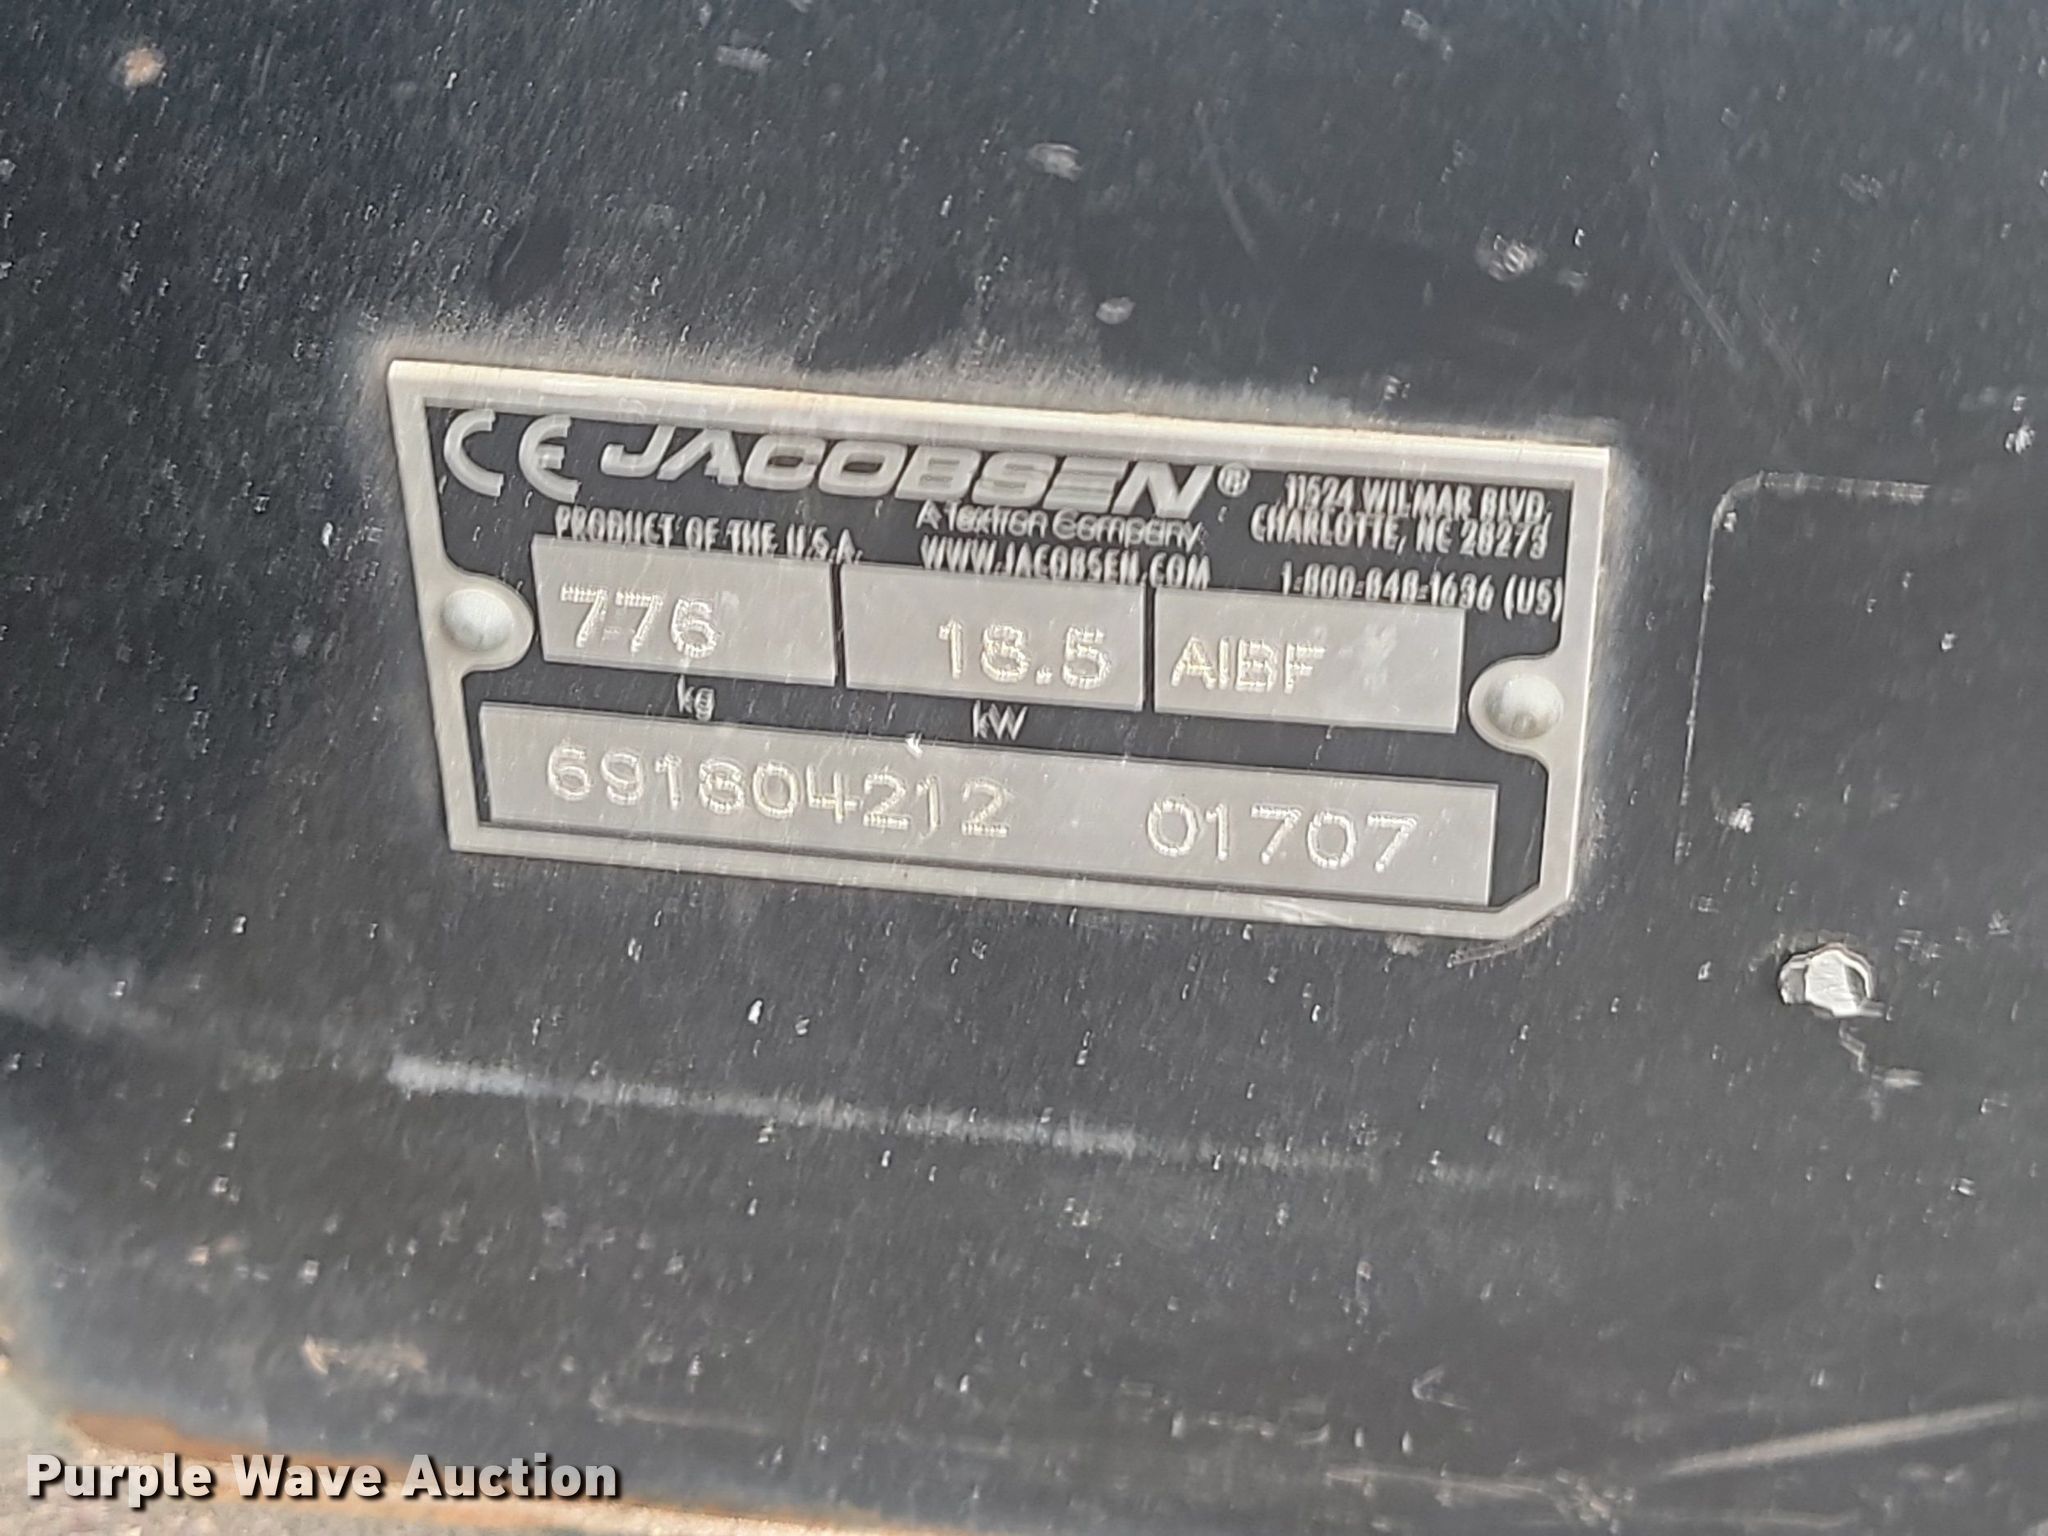 CE JACOBSEN® 11524 WILMAR BLVD.
PRODUCT OF THE U.S.A. A Textron Company CHARLOTTE, NC 28273
WWW.JACOBSEN.COM 1-800-848-1636 (US)
776 18.5 AIBF
kg kW
691804212 01707
Purple Wave Auction